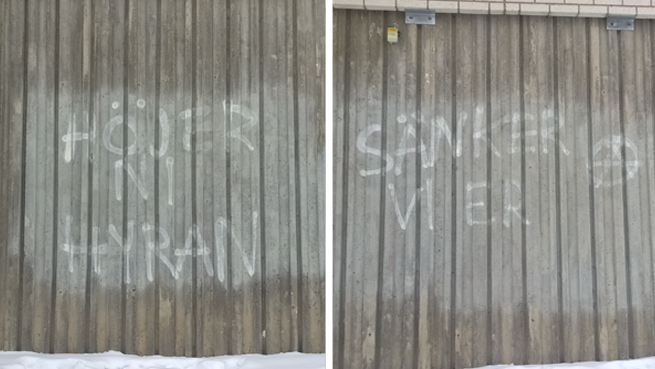 HÖJER
NI
HYRAN
SÄNKER
VI ER